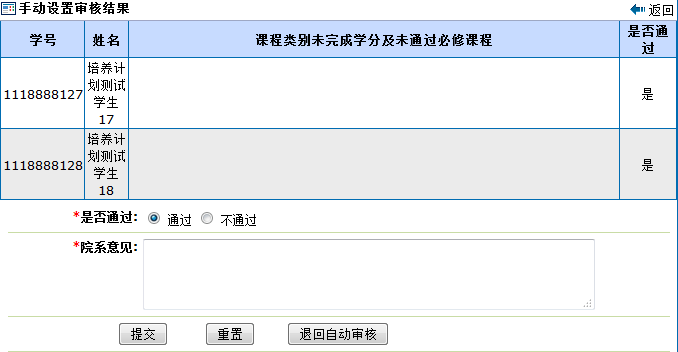 手动设置审核结果 返回
学号 姓名 课程类别未完成学分及未通过必修课程 是否通过
1118888127 培养计划测试学生17 是
1118888128 培养计划测试学生18 是
*是否通过: 通过 不通过
*院系意见:
提交 重置 退回自动审核